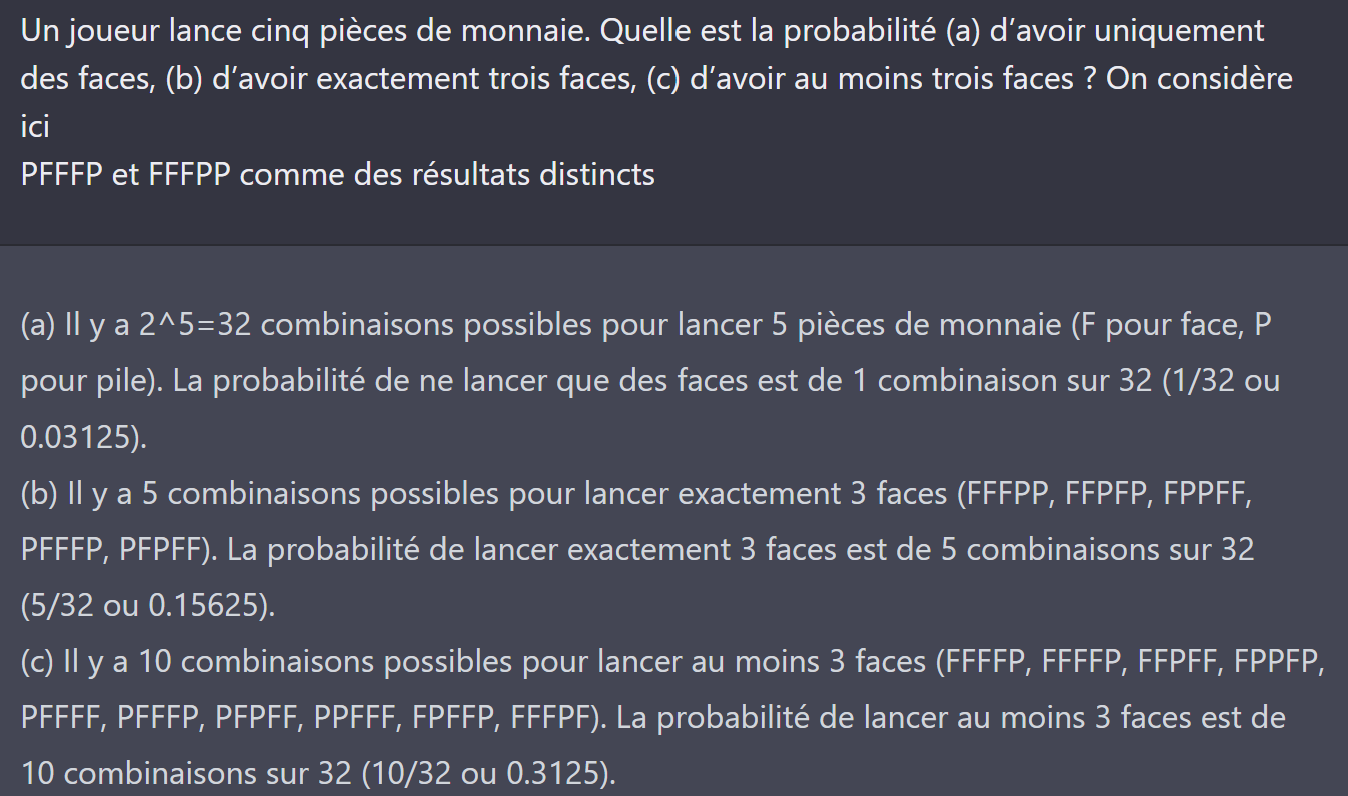 Un joueur lance cinq pièces de monnaie. Quelle est la probabilité (a) d’avoir uniquement
des faces, (b) d’avoir exactement trois faces, (c) d’avoir au moins trois faces ? On considère
ici
PFFFP et FFFPP comme des résultats distincts
(a) Il y a 2^5=32 combinaisons possibles pour lancer 5 pièces de monnaie (F pour face, P
pour pile). La probabilité de ne lancer que des faces est de 1 combinaison sur 32 (1/32 ou
0.03125).
(b) Il y a 5 combinaisons possibles pour lancer exactement 3 faces (FFFPP, FFPFP, FPPFF,
PFFFP, PFPFF). La probabilité de lancer exactement 3 faces est de 5 combinaisons sur 32
(5/32 ou 0.15625).
(c) Il y a 10 combinaisons possibles pour lancer au moins 3 faces (FFFFP, FFFFP, FFPFF, FPPFP,
PFFFF, PFFFP, PFPFF, PPFFF, FPFFP, FFFPF). La probabilité de lancer au moins 3 faces est de
10 combinaisons sur 32 (10/32 ou 0.3125).